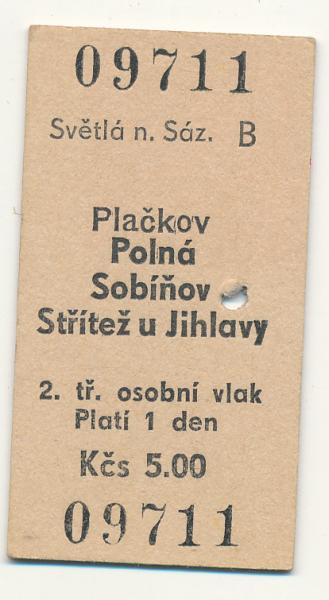 09711
Světlá n. Sáz. B
Plačkov
Polná
Sobíňov
Střítež u Jihlavy
2. tř. osobní vlak
Platí 1 den
Kčs 5.00
09711